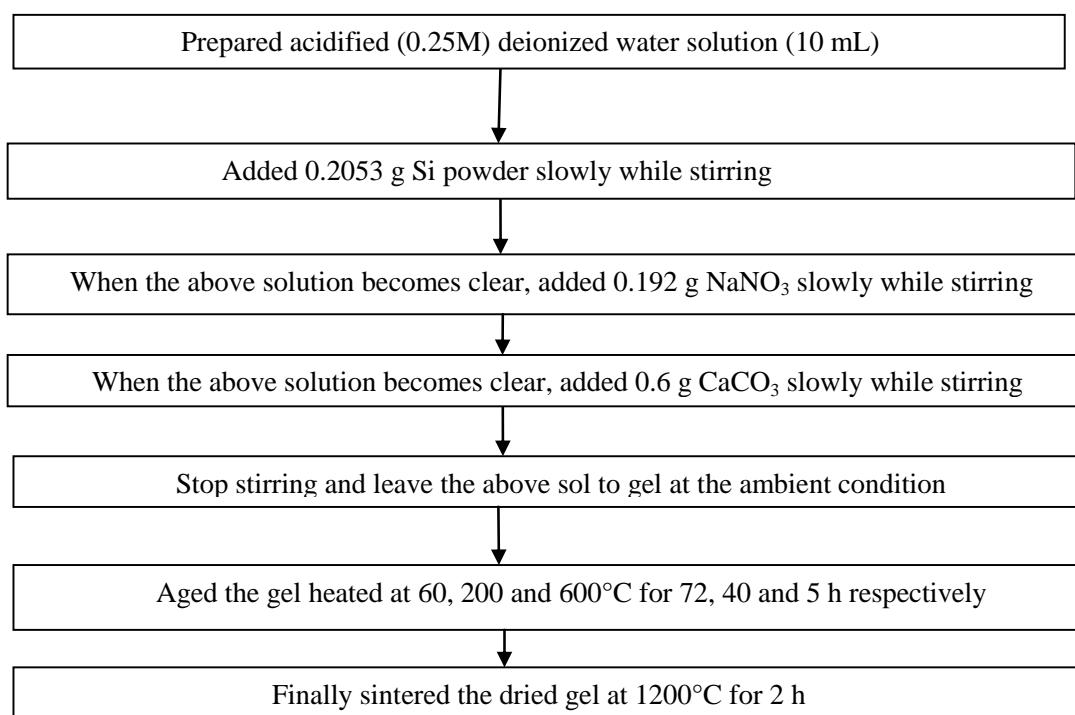 Prepared acidified (0.25M) deionized water solution (10 mL)
Added 0.2053 g Si powder slowly while stirring
When the above solution becomes clear, added 0.192 g NaNO₃ slowly while stirring
When the above solution becomes clear, added 0.6 g CaCO₃ slowly while stirring
Stop stirring and leave the above sol to gel at the ambient condition
Aged the gel heated at 60, 200 and 600°C for 72, 40 and 5 h respectively
Finally sintered the dried gel at 1200°C for 2 h